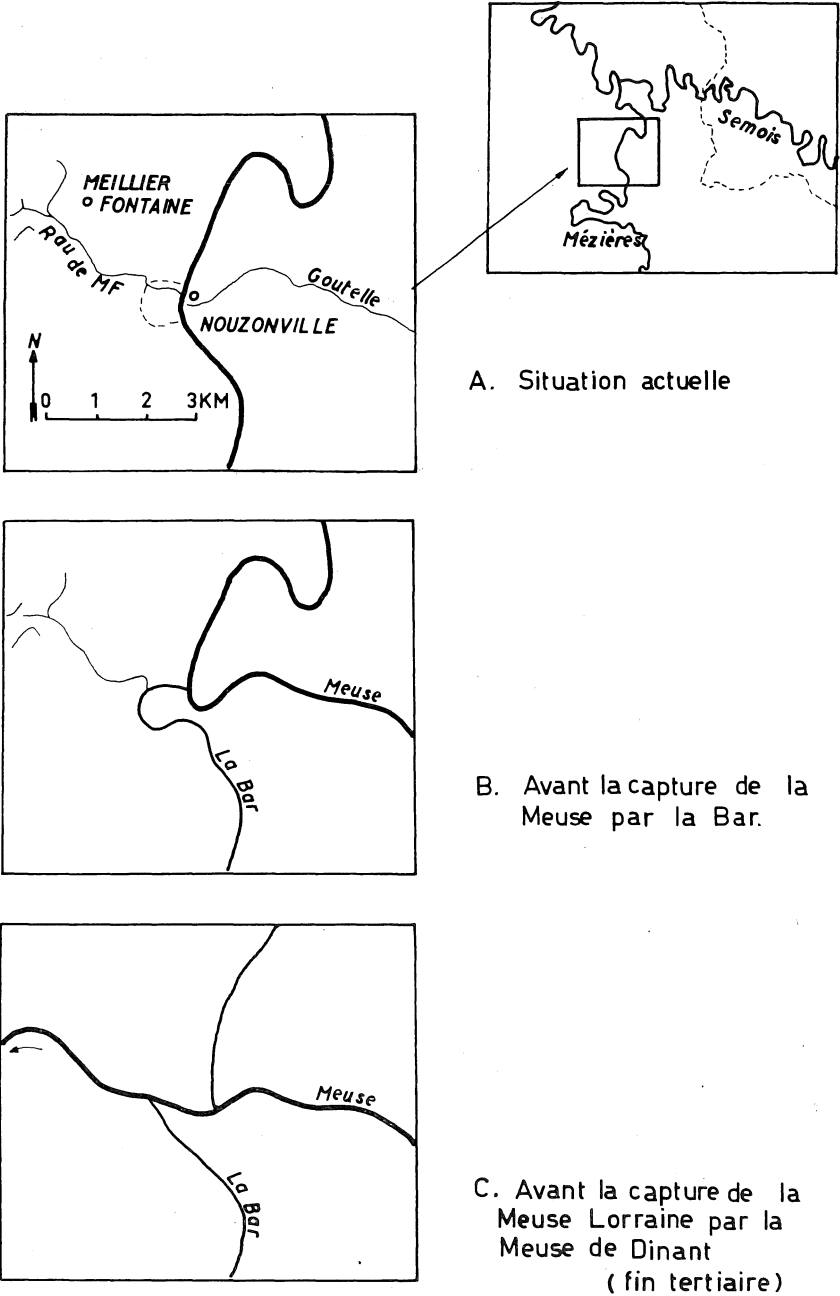 Semois
Mézières
MEILLIER
FONTAINE
Rau
de MF
Goutelle
NOUZONVILLE
N
0 1 2 3KM
A. Situation actuelle
Meuse
La Bar
B. Avant la capture de la
Meuse par la Bar.
Meuse
La Bar
C. Avant la capture de la
Meuse Lorraine par la
Meuse de Dinant
(fin tertiaire)